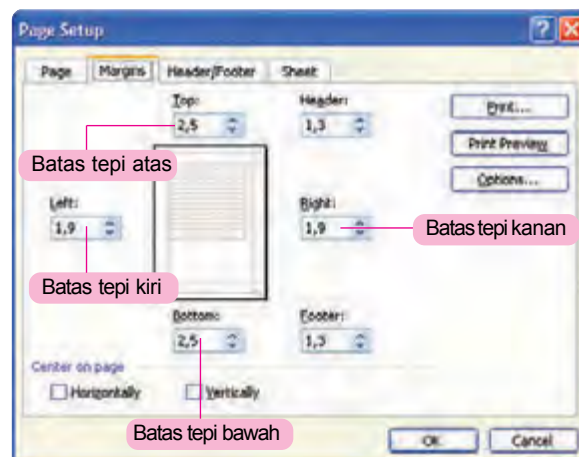 Page Setup
Page Margins Header/Footer Sheet
Top: Header: Print...
2,5 1,3
Print Preview
Batas tepi atas
Options...
Left: Right:
1,9 1,9 Batas tepi kanan
Batas tepi kiri
Bottom: Footer:
2,5 1,3
Center on page
Horizontally Vertically
Batas tepi bawah
OK Cancel